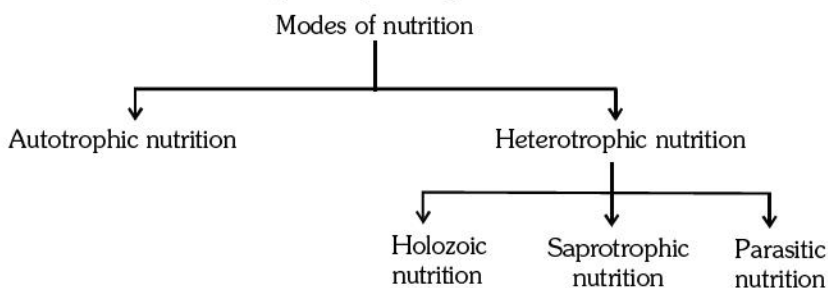 Modes of nutrition
Autotrophic nutrition
Heterotrophic nutrition
Holozoic
nutrition
Saprotrophic
nutrition
Parasitic
nutrition